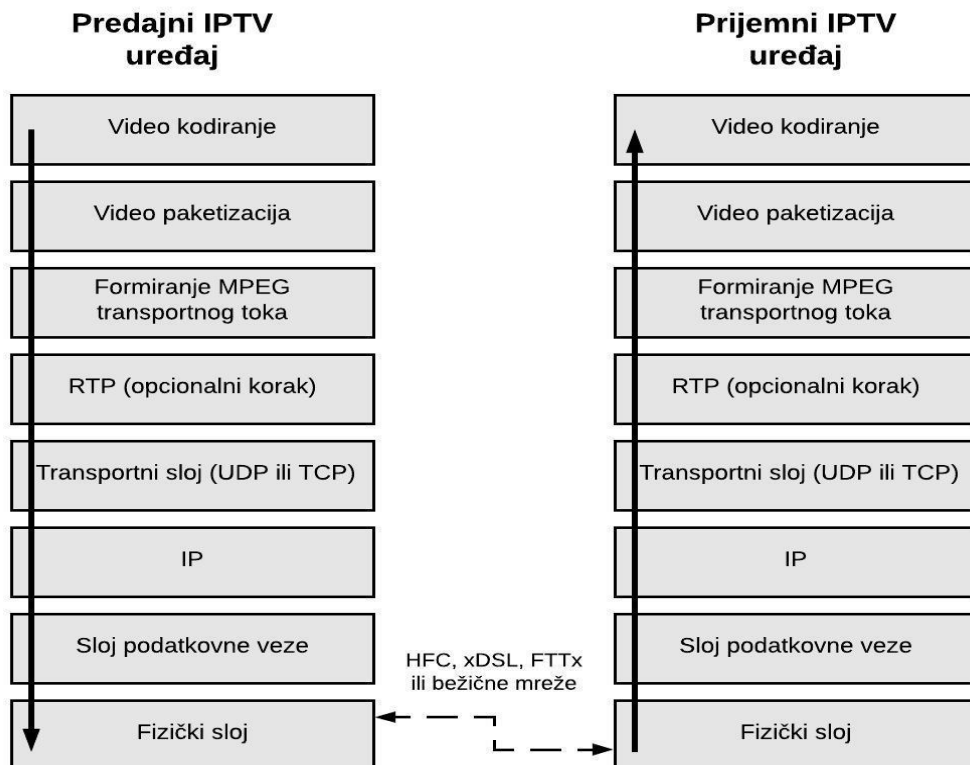 Predajni IPTV
uređaj
Video kodiranje
Video paketizacija
Formiranje MPEG
transportnog toka
RTP (opcionalni korak)
Transportni sloj (UDP ili TCP)
IP
Sloj podatkovne veze
Fizički sloj
HFC, xDSL, FTTx
ili bežične mreže
Prijemni IPTV
uređaj
Video kodiranje
Video paketizacija
Formiranje MPEG
transportnog toka
RTP (opcionalni korak)
Transportni sloj (UDP ili TCP)
IP
Sloj podatkovne veze
Fizički sloj